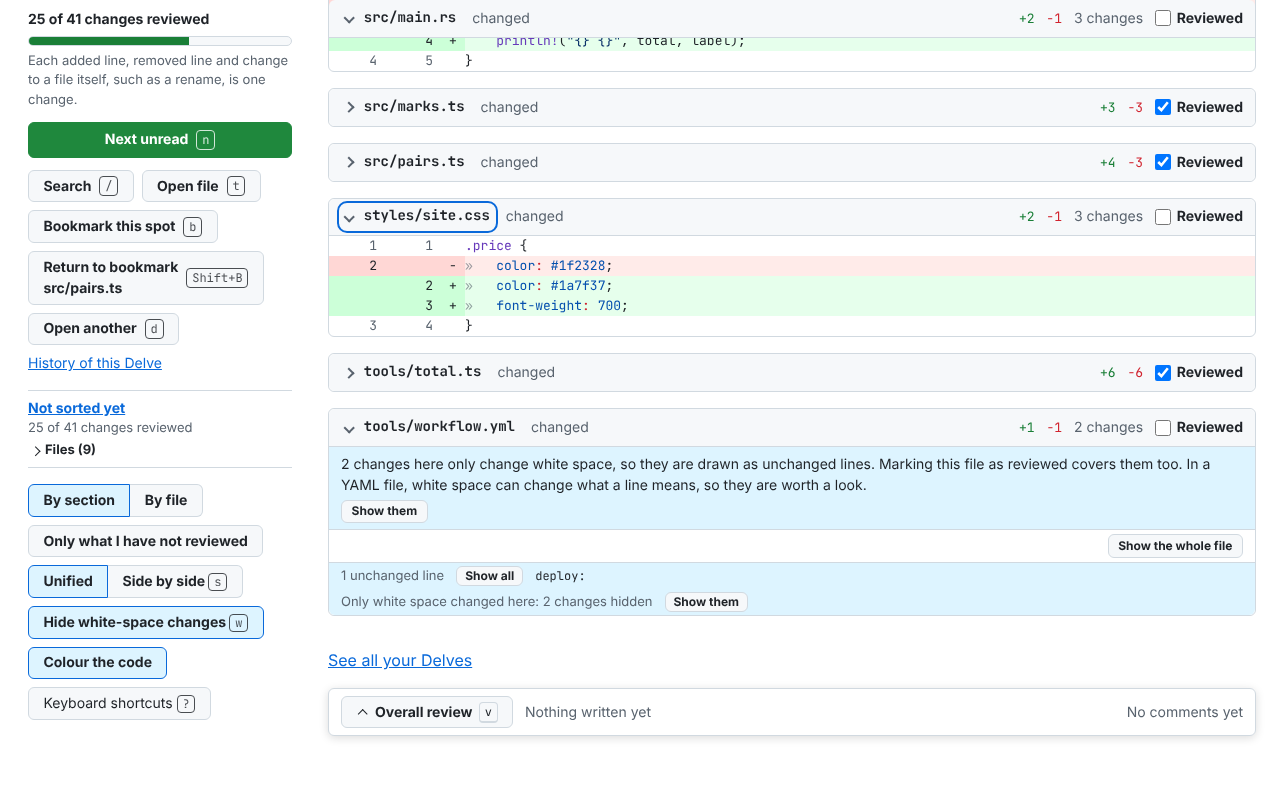 25 of 41 changes reviewed
Each added line, removed line and change
to a file itself, such as a rename, is one
change.
Next unread n
Search / Open file t
Bookmark this spot b
Return to bookmark
src/pairs.ts Shift+B
Open another d
History of this Delve
Not sorted yet
25 of 41 changes reviewed
Files (9)
By section By file
Only what I have not reviewed
Unified Side by side s
Hide white-space changes w
Colour the code
Keyboard shortcuts ?
src/main.rs changed +2 -1 3 changes Reviewed
4 + println!("{} {}", total, label);
4 5 }
src/marks.ts changed +3 -3 Reviewed
src/pairs.ts changed +4 -3 Reviewed
styles/site.css changed +2 -1 3 changes Reviewed
1 1 .price {
2 - » color: #1f2328;
2 + » color: #1a7f37;
3 + » font-weight: 700;
3 4 }
tools/total.ts changed +6 -6 Reviewed
tools/workflow.yml changed +1 -1 2 changes Reviewed
2 changes here only change white space, so they are drawn as unchanged lines. Marking this file as reviewed covers them too. In a
YAML file, white space can change what a line means, so they are worth a look.
Show them
Show the whole file
1 unchanged line Show all deploy:
Only white space changed here: 2 changes hidden Show them
See all your Delves
Overall review v Nothing written yet No comments yet